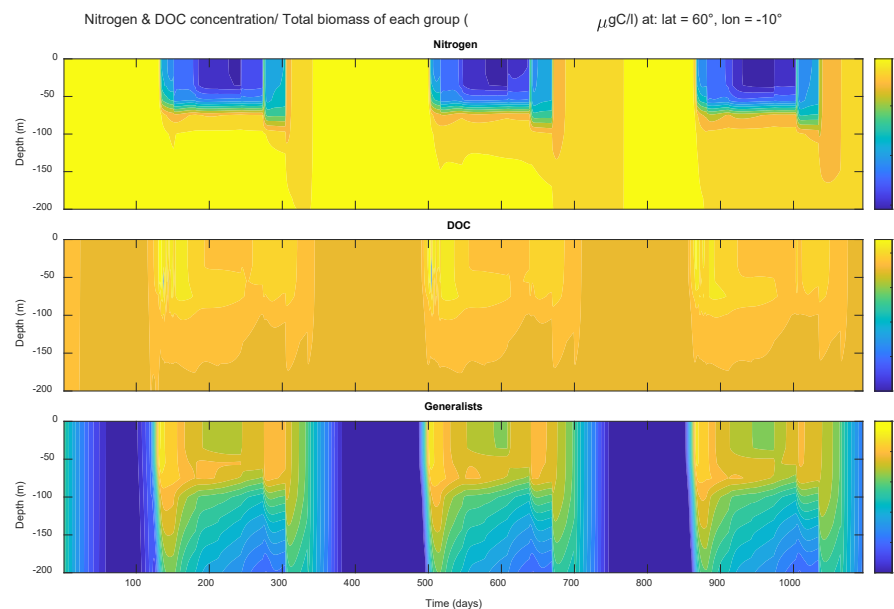 Nitrogen & DOC concentration/ Total biomass of each group ( μgC/l) at: lat = 60°, lon = -10°
Nitrogen
0
-50
-100
-150
-200
Depth (m)
DOC
0
-50
-100
-150
-200
Depth (m)
Generalists
0
-50
-100
-150
-200
Depth (m)
100 200 300 400 500 600 700 800 900 1000
Time (days)